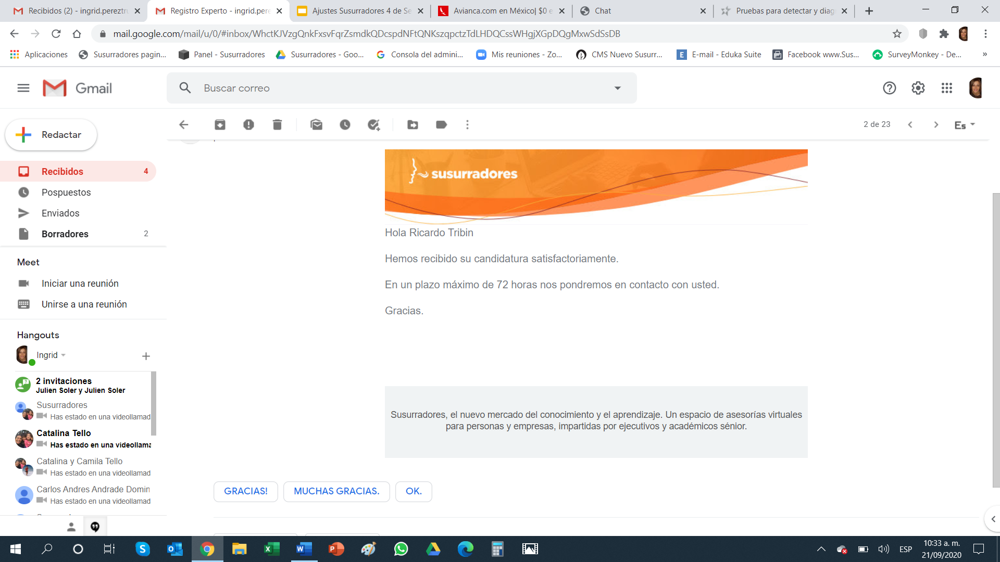 Recibidos (2) - ingrid.pereztru
Registro Experto - ingrid.pere
Ajustes Susurradores 4 de Se
Avianca.com en México| $0 e
Chat
Pruebas para detectar y diag
mail.google.com/mail/u/0/#inbox/WhctKJVzgQnkFxsvFqrZsmdkQDcspdNFtQNKszqpctzTdLHDQCssWHgjXGpDQgMxwSdSsDB
Aplicaciones
Susurradores pagin...
Panel - Susurradores
Susurradores - Goo...
Consola del admini...
Mis reuniones - Zo...
CMS Nuevo Susurr...
E-mail - Eduka Suite
Facebook www.Sus...
SurveyMonkey - De...
»
Gmail
Buscar correo
Redactar
2 de 23
Es
Recibidos 4
Pospuestos
Enviados
Borradores 2
Meet
Iniciar una reunión
Unirse a una reunión
Hangouts
Ingrid
2 invitaciones
Julien Soler y Julien Soler
Susurradores
Has estado en una videollamad
Catalina Tello
Has estado en una videollama
Catalina y Camila Tello
Has estado en una videollamad
Carlos Andres Andrade Domin
Has estado en una videollamad
susurradores
Hola Ricardo Tribin
Hemos recibido su candidatura satisfactoriamente.
En un plazo máximo de 72 horas nos pondremos en contacto con usted.
Gracias.
Susurradores, el nuevo mercado del conocimiento y el aprendizaje. Un espacio de asesorías virtuales
para personas y empresas, impartidas por ejecutivos y académicos sénior.
GRACIAS!
MUCHAS GRACIAS.
OK.
ESP
10:33 a. m.
21/09/2020